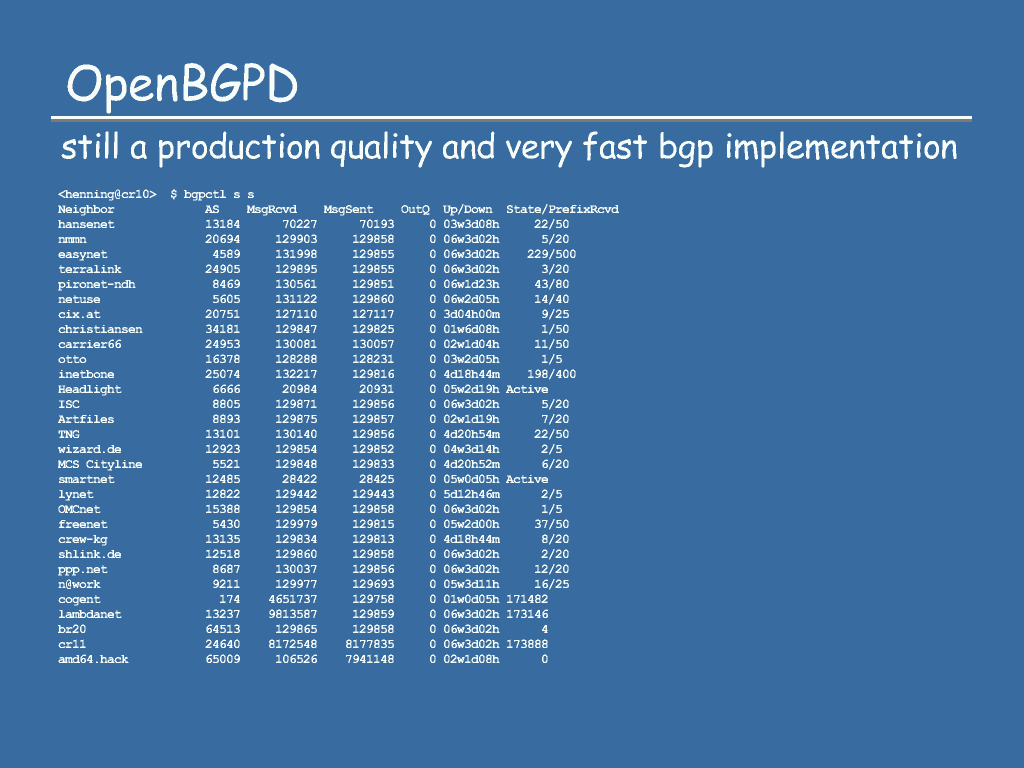 OpenBGPD
still a production quality and very fast bgp implementation
<henning@cr10>  $ bgpctl s s
Neighbor             AS    MsgRcvd    MsgSent    OutQ  Up/Down  State/PrefixRcvd
hansenet          13184      70227      70193     0 03w3d08h     22/50
nmmn              20694     129903     129858     0 06w3d02h      5/20
easynet            4589     131998     129855     0 06w3d02h    229/500
terralink         24905     129895     129855     0 06w3d02h      3/20
pironet-ndh        8469     130561     129851     0 06w1d23h     43/80
netuse             5605     131122     129860     0 06w2d05h     14/40
cix.at            20751     127110     127117     0 3d04h00m      9/25
christiansen      34181     129847     129825     0 01w6d08h      1/50
carrier66         24953     130081     130057     0 02w1d04h     11/50
otto              16378     128288     128231     0 03w2d05h      1/5
inetbone          25074     132217     129816     0 4d18h44m    198/400
Headlight          6666      20984      20931     0 05w2d19h Active
ISC                8805     129871     129856     0 06w3d02h      5/20
Artfiles           8893     129875     129857     0 02w1d19h      7/20
TNG               13101     130140     129856     0 4d20h54m     22/50
wizard.de         12923     129854     129852     0 04w3d14h      2/5
MCS Cityline       5521     129848     129833     0 4d20h52m      6/20
smartnet          12485      28422      28425     0 05w0d05h Active
lynet             12822     129442     129443     0 5d12h46m      2/5
OMCnet            15388     129854     129858     0 06w3d02h      1/5
freenet            5430     129979     129815     0 05w2d00h     37/50
crew-kg           13135     129834     129813     0 4d18h44m      8/20
shlink.de         12518     129860     129858     0 06w3d02h      2/20
ppp.net            8687     130037     129856     0 06w3d02h     12/20
n@work             9211     129977     129693     0 05w3d11h     16/25
cogent              174    4651737     129758     0 01w0d05h 171482
lambdanet         13237    9813587     129859     0 06w3d02h 173146
br20              64513     129865     129858     0 06w3d02h      4
cr11              24640    8172548    8177835     0 06w3d02h 173888
amd64.hack        65009     106526    7941148     0 02w1d08h      0